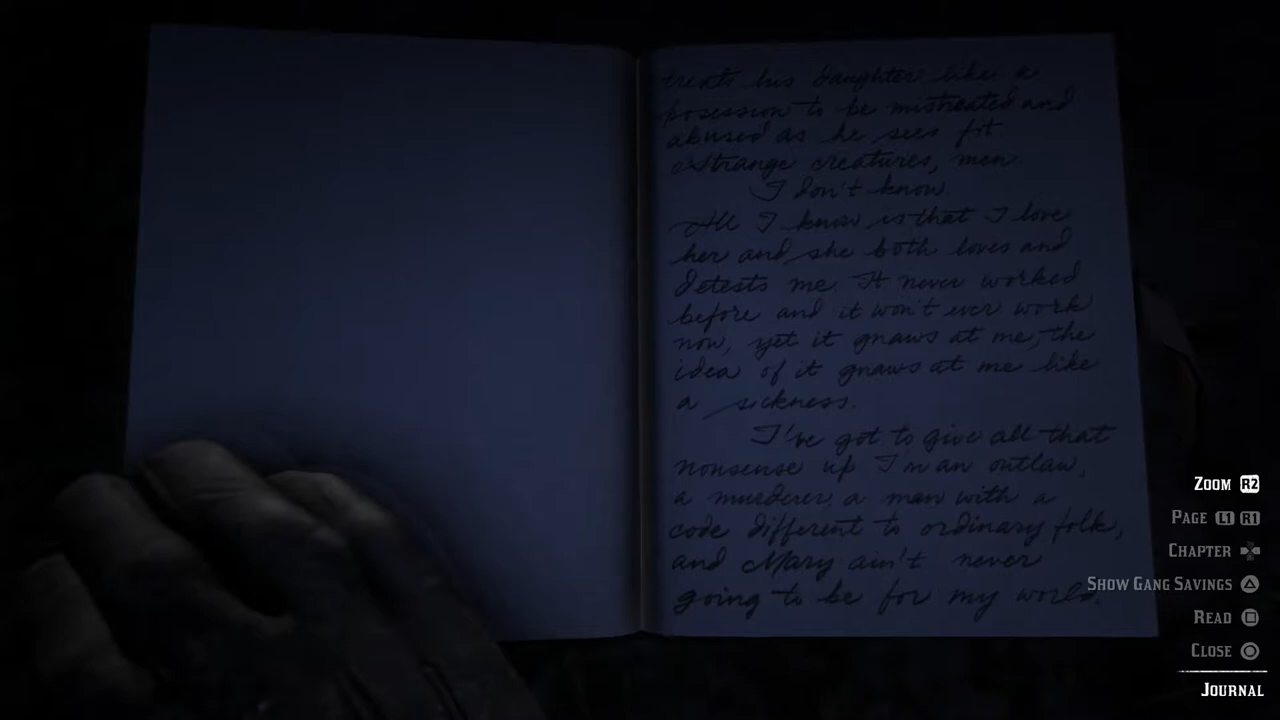 treats his daughter like a
posession to be mistreated and
abused as he sees fit
Strange creatures, men.
I don't know.
All I know is that I love
her and she both loves and
detests me. It never worked
before and it won't ever work
now, yet it gnaws at me, the
idea of it gnaws at me like
a sickness.
I've got to give all that
nonsense up I'm an outlaw,
a murderer, a man with a
code different to ordinary folk,
and Mary ain't never
going to be for my world.
ZOOM R2
PAGE L1 R1
CHAPTER
SHOW GANG SAVINGS
READ
CLOSE
JOURNAL